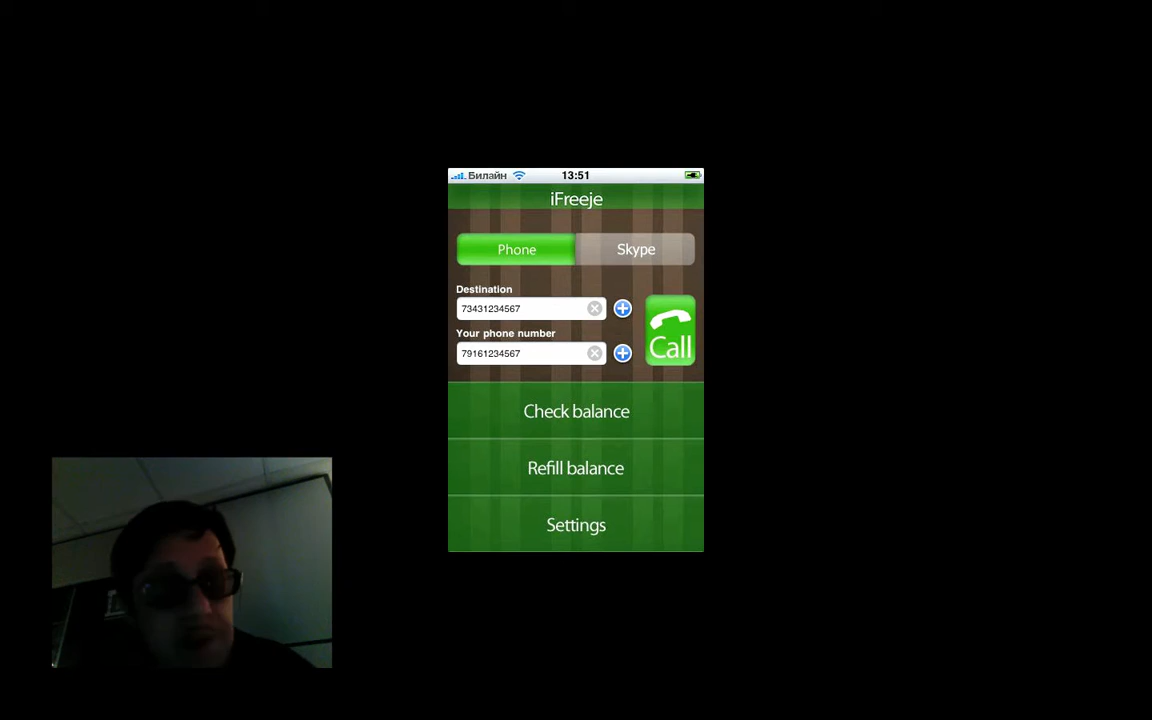 Билайн 13:51
iFreeje
Phone Skype
Destination
73431234567
Your phone number
79161234567
Call
Check balance
Refill balance
Settings